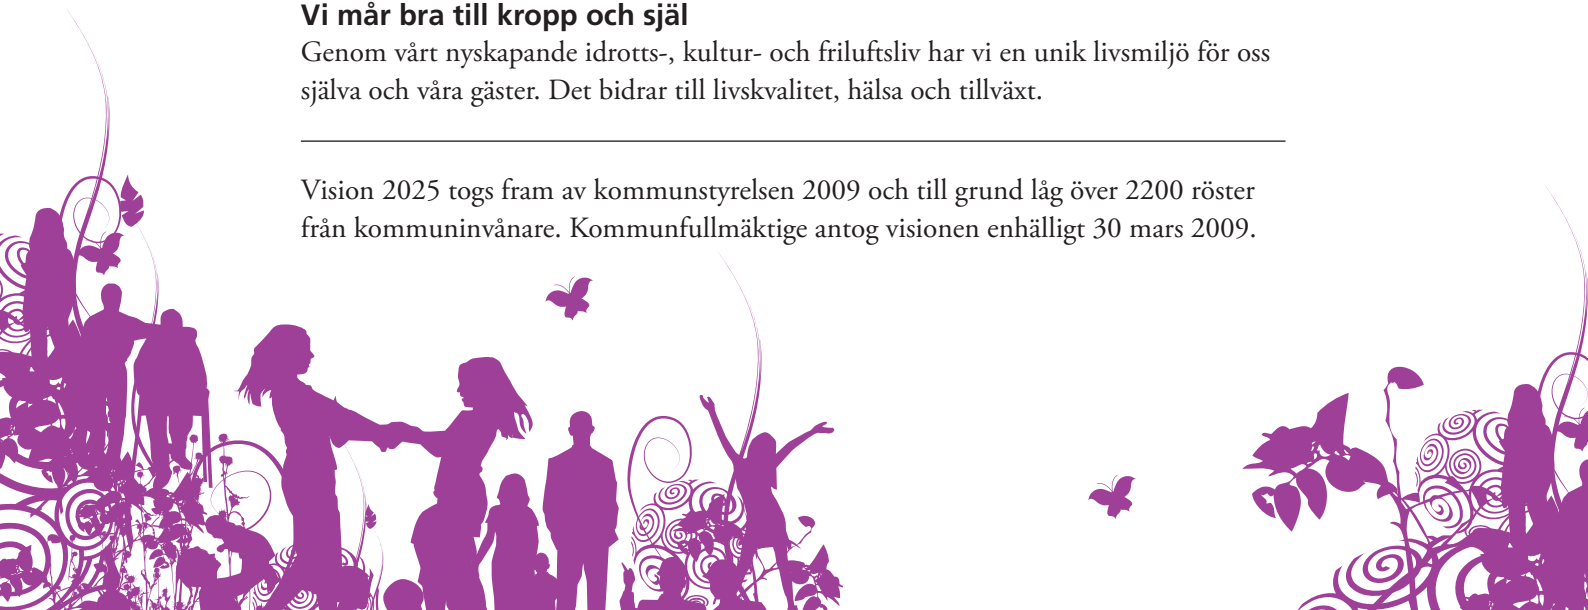 Vi mår bra till kropp och själ
Genom vårt nyskapande idrotts-, kultur- och friluftsliv har vi en unik livsmiljö för oss
själva och våra gäster. Det bidrar till livskvalitet, hälsa och tillväxt.
Vision 2025 togs fram av kommunstyrelsen 2009 och till grund låg över 2200 röster
från kommuninvånare. Kommunfullmäktige antog visionen enhälligt 30 mars 2009.